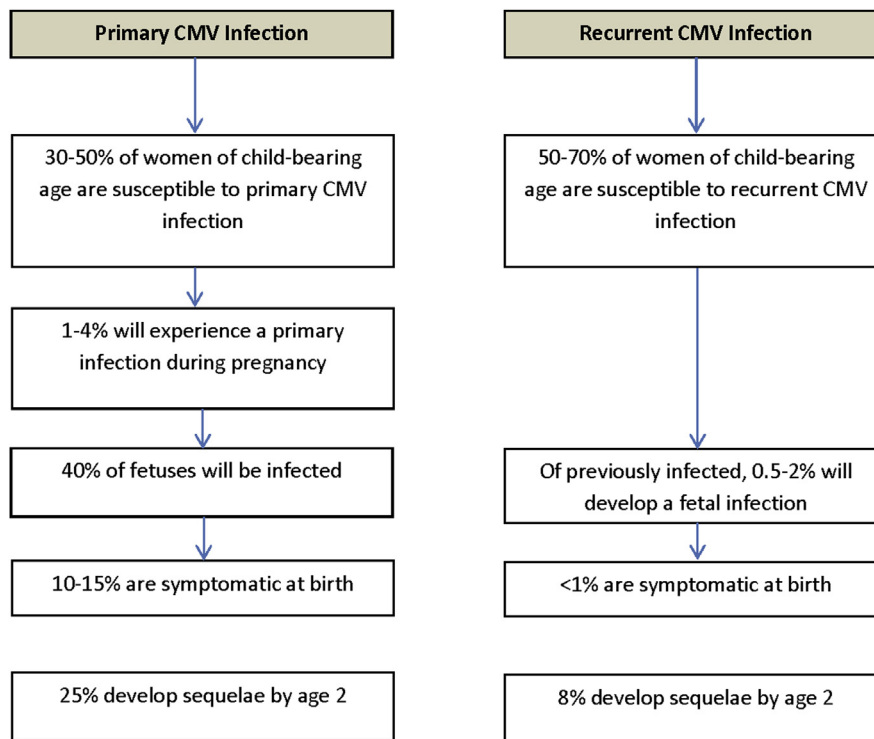 Primary CMV Infection
30-50% of women of child-bearing
age are susceptible to primary CMV
infection
1-4% will experience a primary
infection during pregnancy
40% of fetuses will be infected
10-15% are symptomatic at birth
25% develop sequelae by age 2
Recurrent CMV Infection
50-70% of women of child-bearing
age are susceptible to recurrent CMV
infection
Of previously infected, 0.5-2% will
develop a fetal infection
<1% are symptomatic at birth
8% develop sequelae by age 2